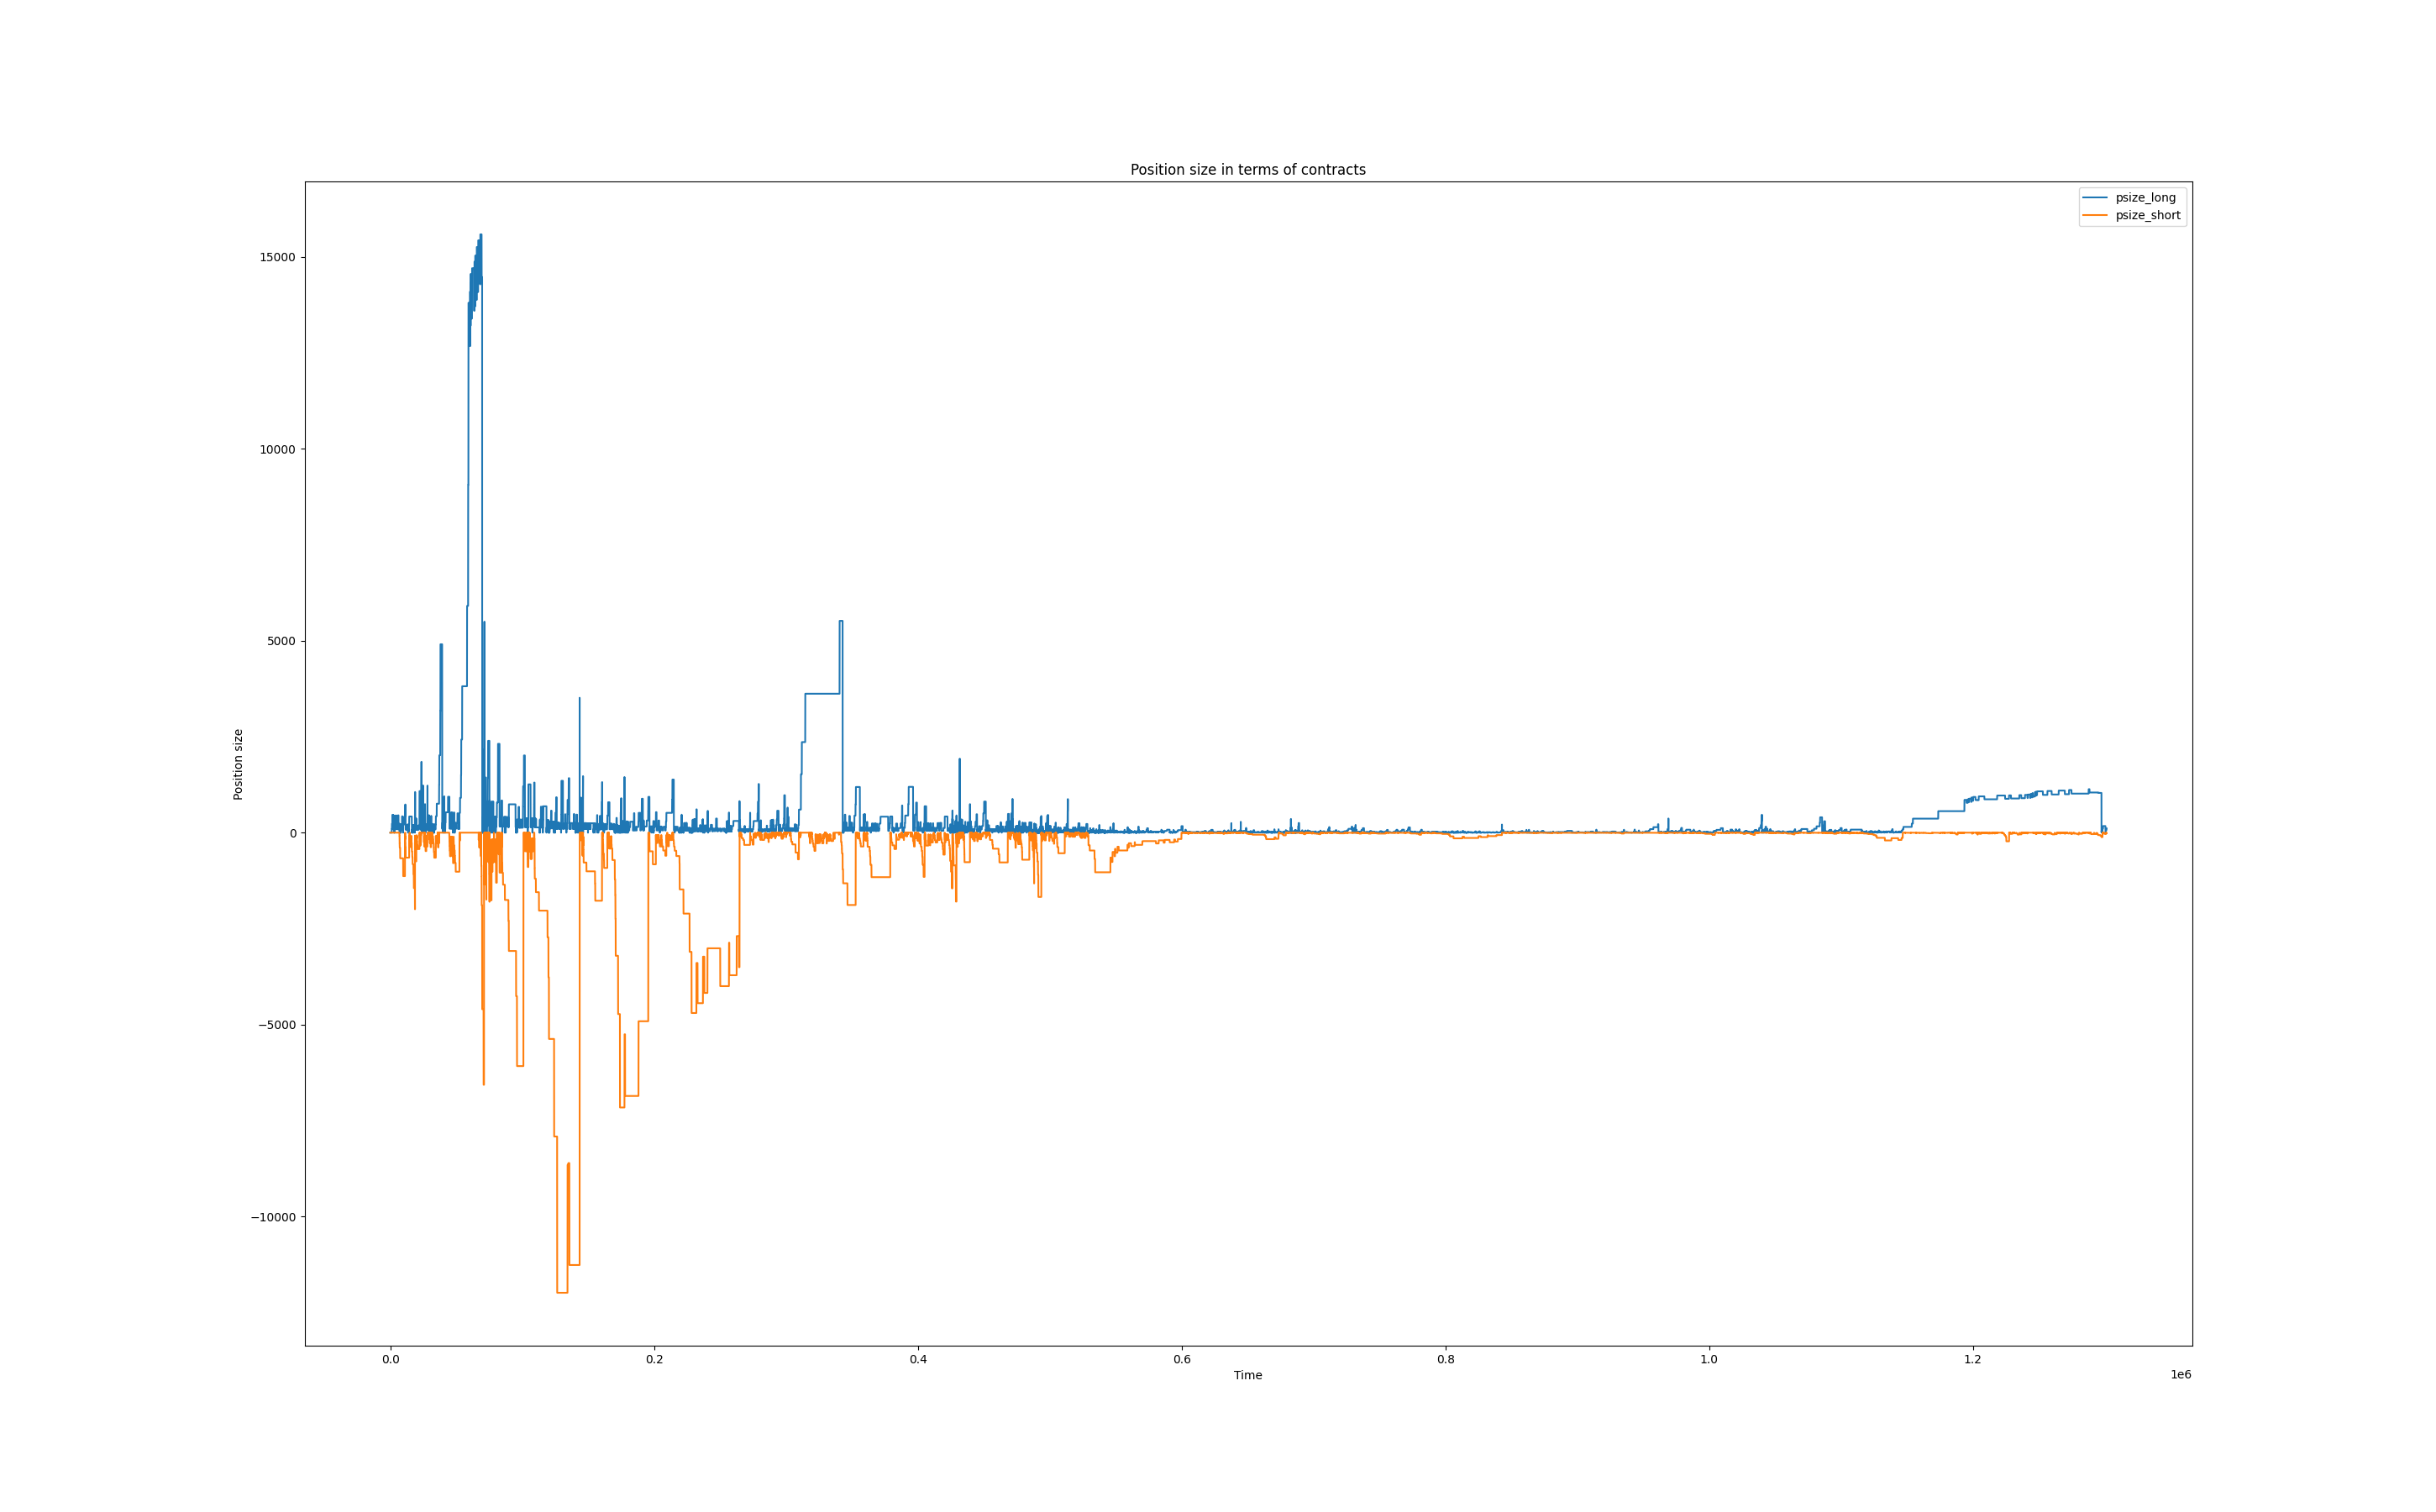 Position size in terms of contracts
psize_long
psize_short
15000
10000
5000
0
−5000
−10000
Position size
0.0
0.2
0.4
0.6
0.8
1.0
1.2
Time
1e6